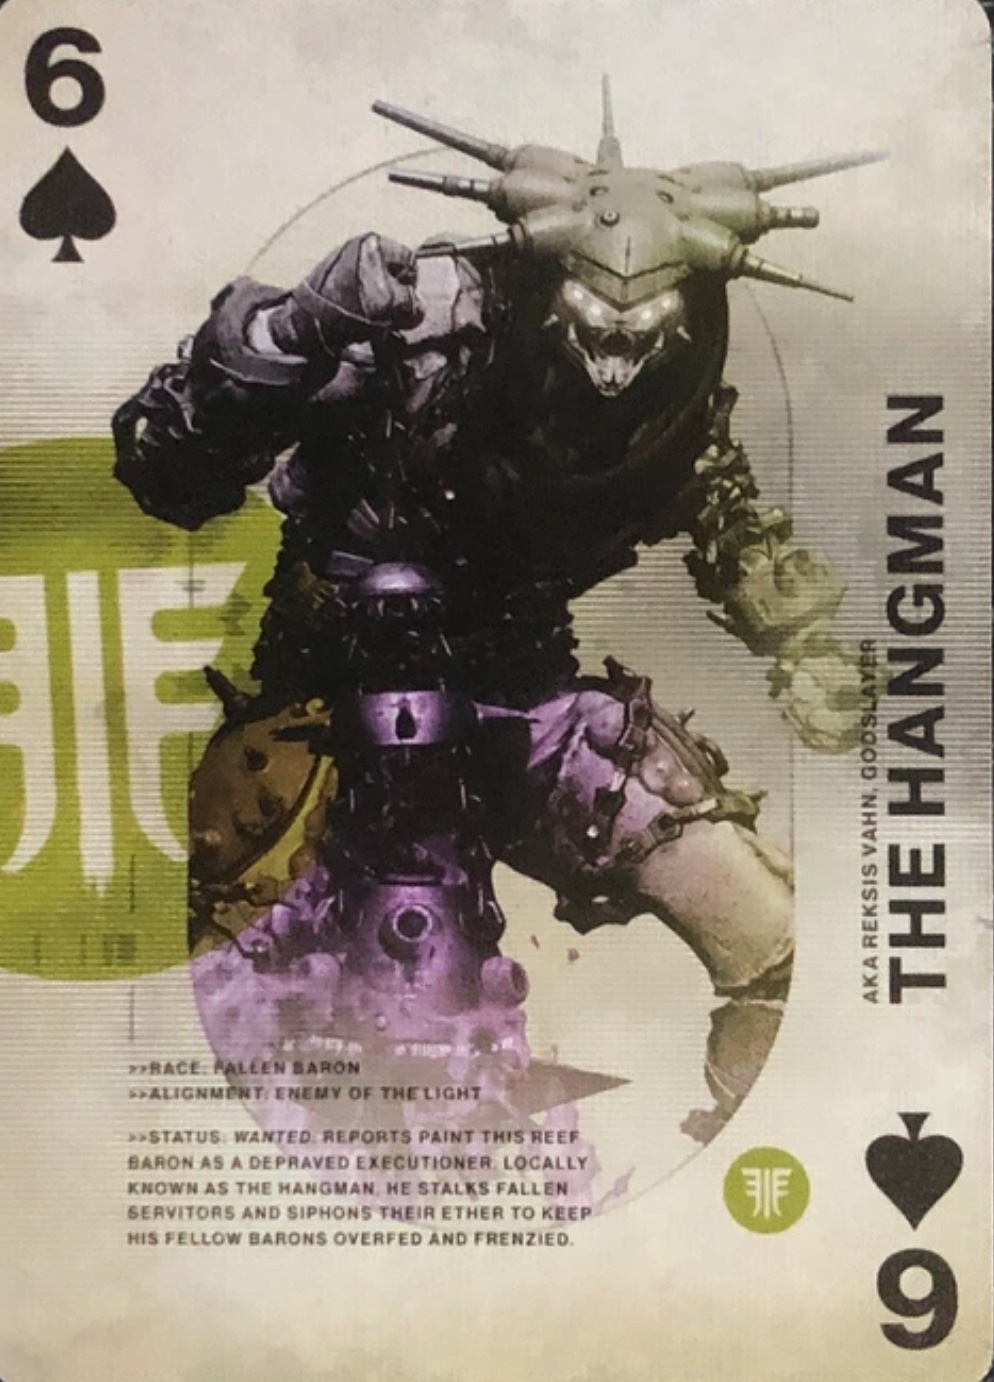 6
AKA REKSIS VAHN, GODSLAYER
THE HANGMAN
>>RACE: FALLEN BARON
>>ALIGNMENT: ENEMY OF THE LIGHT
>>STATUS: WANTED: REPORTS PAINT THIS REEF
BARON AS A DEPRAVED EXECUTIONER. LOCALLY
KNOWN AS THE HANGMAN, HE STALKS FALLEN
SERVITORS AND SIPHONS THEIR ETHER TO KEEP
HIS FELLOW BARONS OVERFED AND FRENZIED.
6